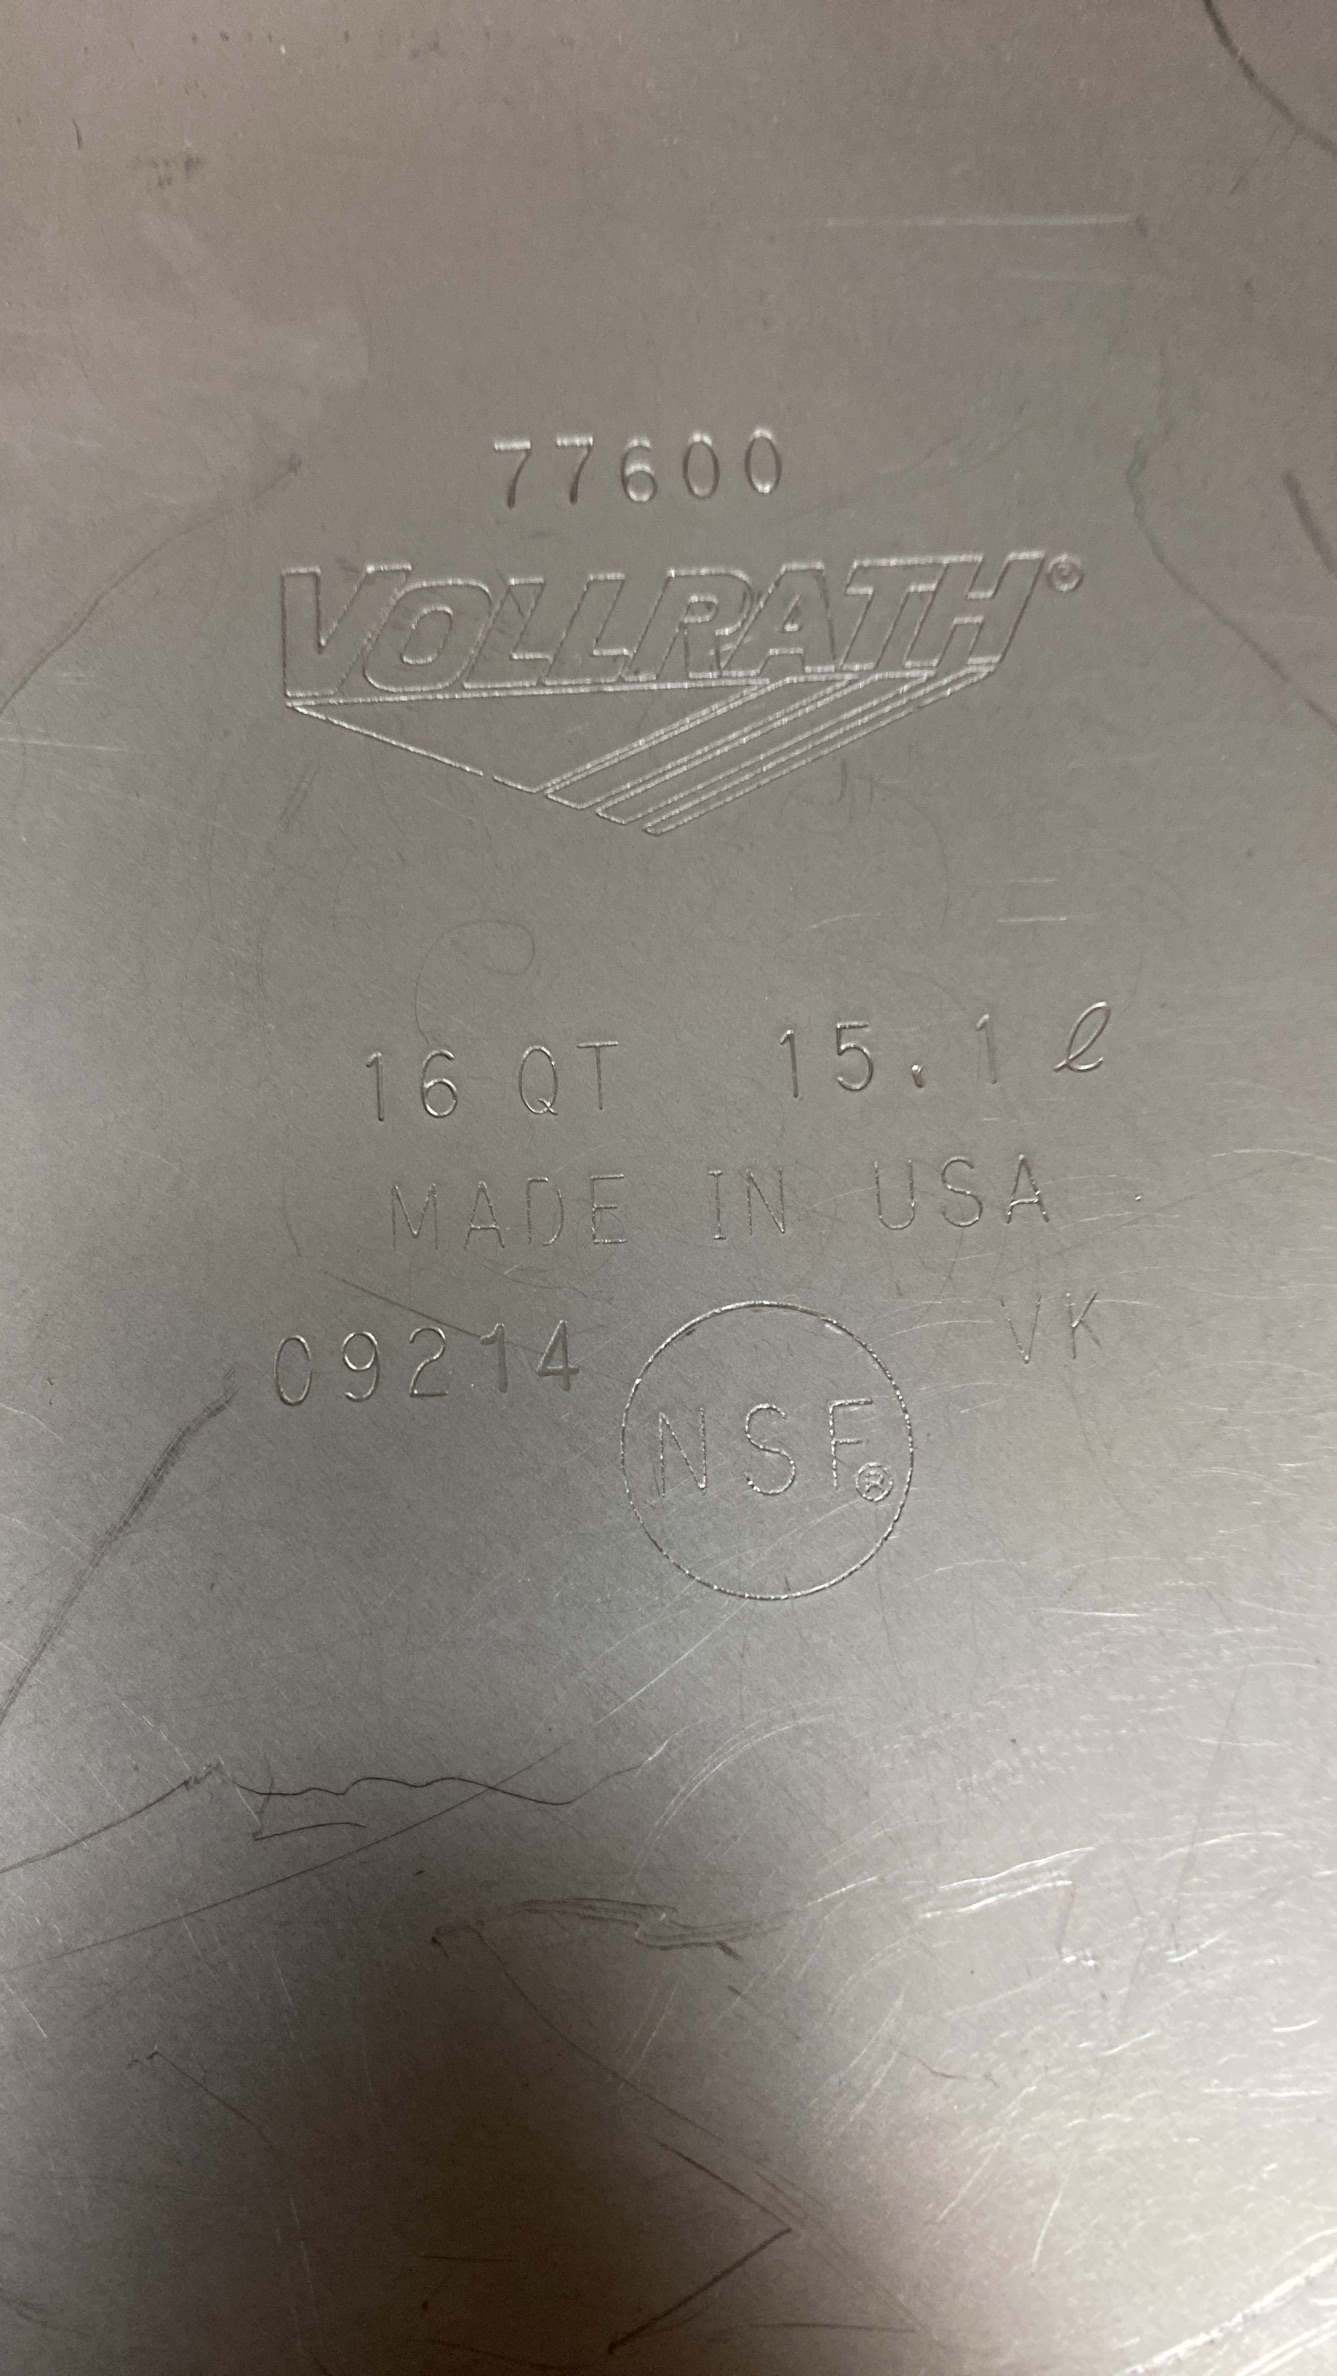 77600
VOLLRATH®
16 QT 15.1 ℓ
MADE IN USA
09214 VK
NSF®